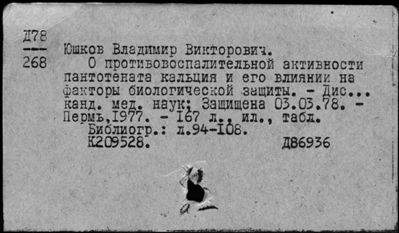 Д78
268
Юшков Владимир Викторович.
О противовоспалительной активности
пантотената кальция и его влиянии на
факторы биологической защиты. - Дис...
канд. мед. наук; Защищена 03.03.78. -
Пермь,1977. - 167 л., ил., табл.
Библиогр.: л.94-108.
К209528. Д86936